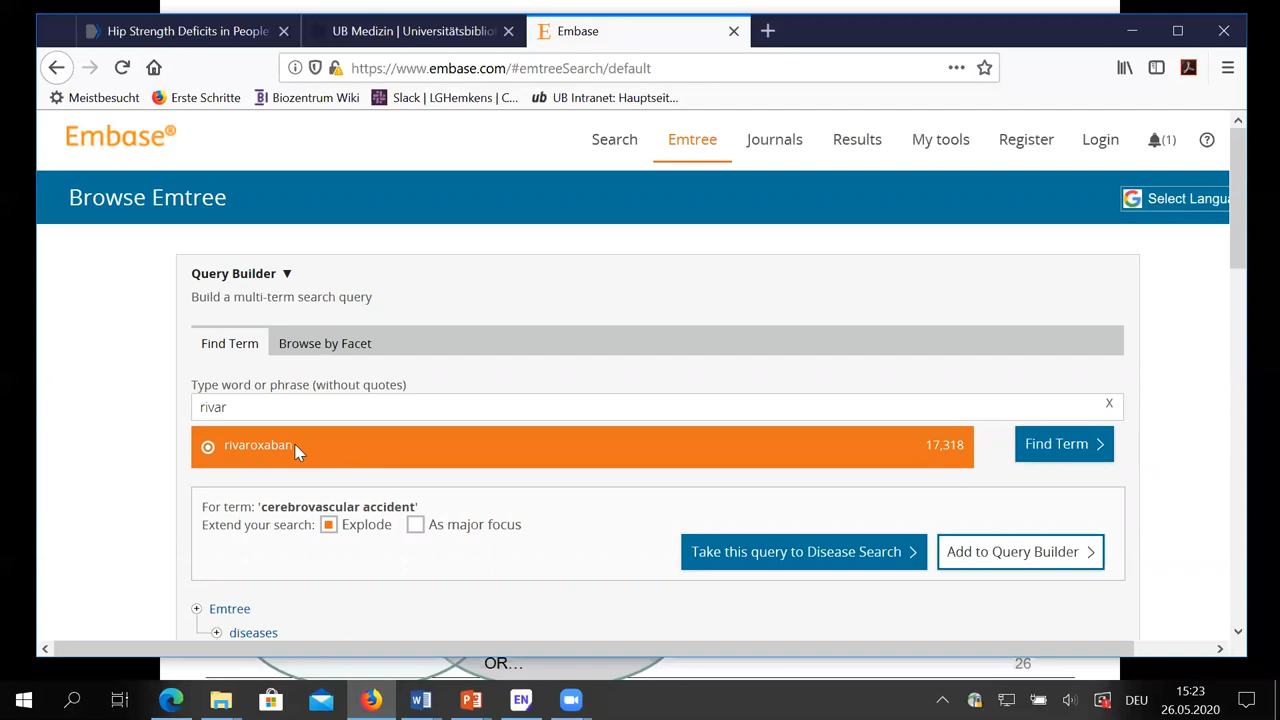 Hip Strength Deficits in People
UB Medizin | Universitätsbibliot
Embase
https://www.embase.com/#emtreeSearch/default
Meistbesucht
Erste Schritte
Biozentrum Wiki
Slack | LGHemkens | C...
UB Intranet: Hauptseit...
Embase®
Search
Emtree
Journals
Results
My tools
Register
Login
(1)
Browse Emtree
Select Langua
Query Builder ▼
Build a multi-term search query
Find Term
Browse by Facet
Type word or phrase (without quotes)
rivar
X
rivaroxaban
17,318
Find Term
For term: 'cerebrovascular accident'
Extend your search:
Explode
As major focus
Take this query to Disease Search
Add to Query Builder
Emtree
diseases
OR...
26
DEU
15:23
26.05.2020